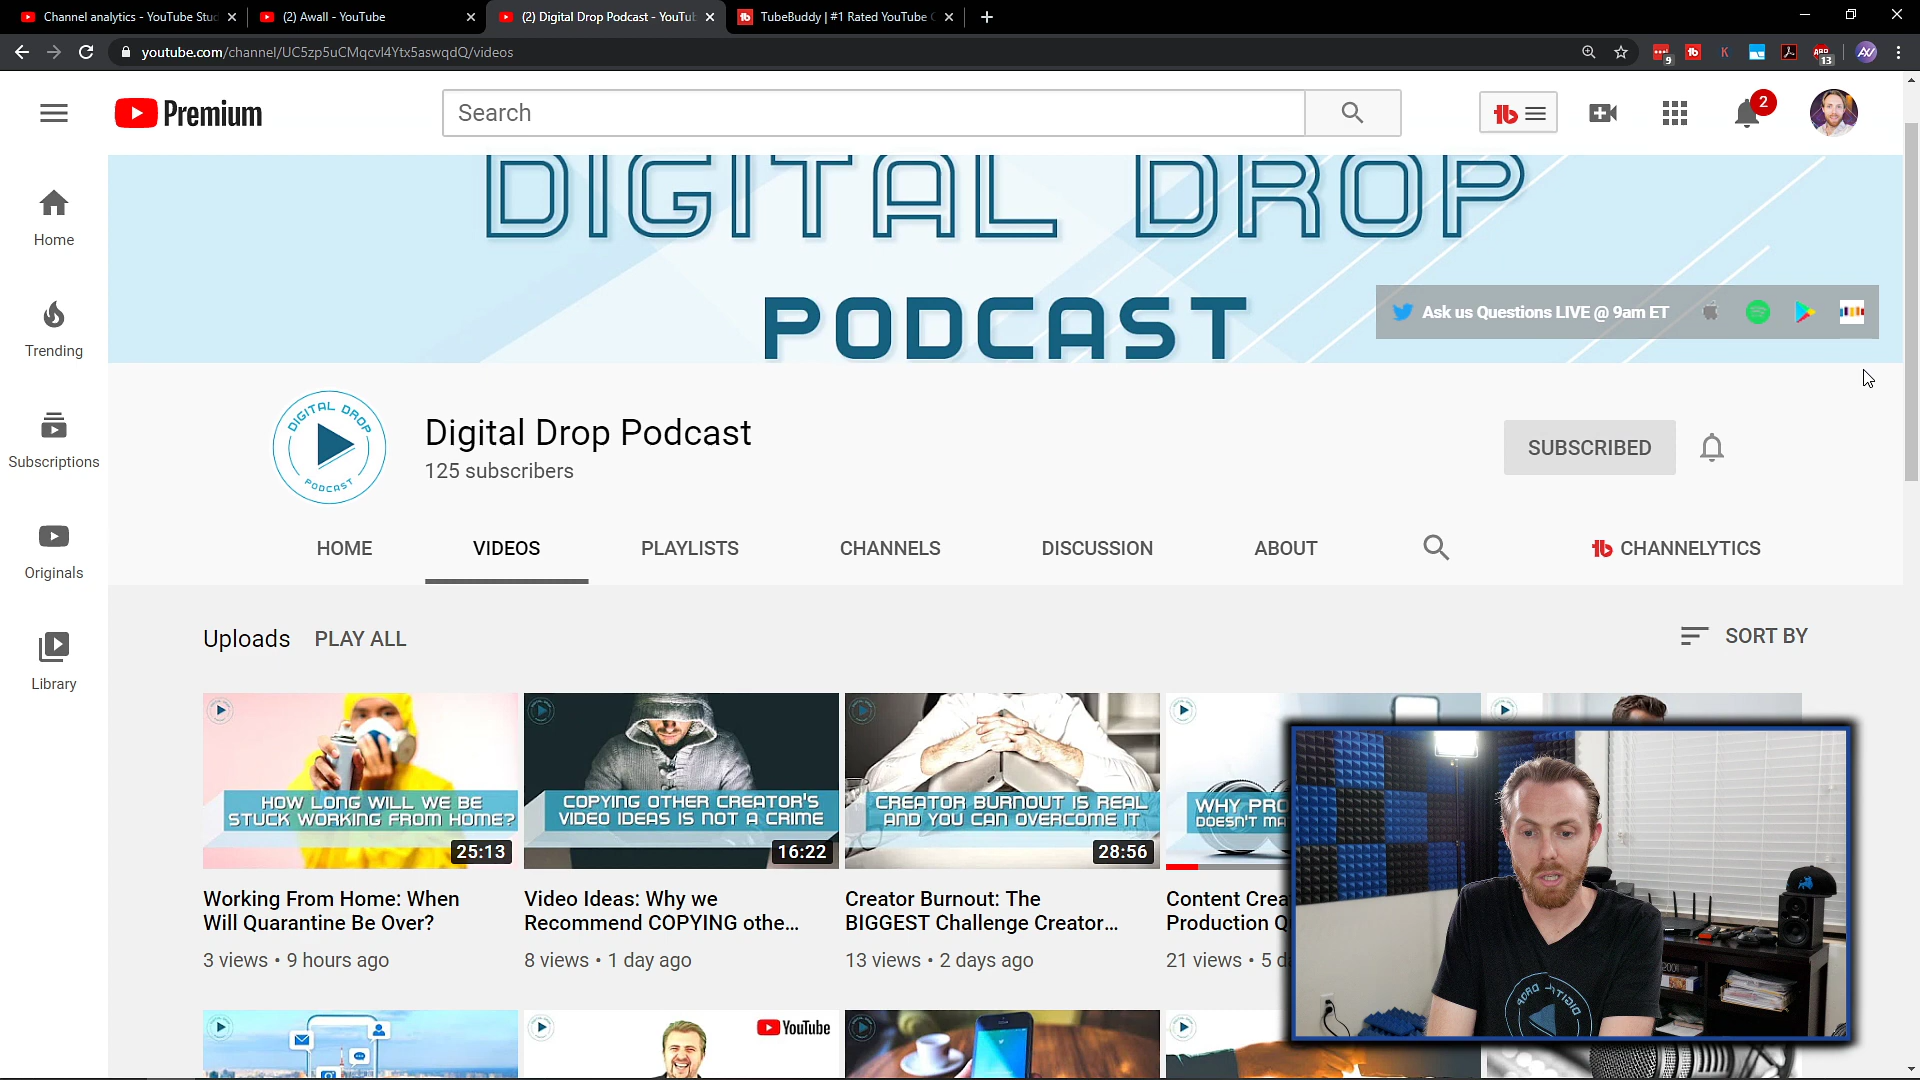 Channel analytics - YouTube Stu
(2) Awall - YouTube
(2) Digital Drop Podcast - YouTu
TubeBuddy | #1 Rated YouTube C
youtube.com/channel/UC5zp5uCMqcvl4Ytx5aswqdQ/videos
9
13
Premium
Search
2
Home
Trending
Subscriptions
Originals
Library
DIGITAL DROP
PODCAST
Ask us Questions LIVE @ 9am ET
DIGITAL DROP
PODCAST
Digital Drop Podcast
125 subscribers
SUBSCRIBED
HOME
VIDEOS
PLAYLISTS
CHANNELS
DISCUSSION
ABOUT
CHANNELYTICS
Uploads
PLAY ALL
SORT BY
HOW LONG WILL WE BE
STUCK WORKING FROM HOME?
25:13
COPYING OTHER CREATOR'S
VIDEO IDEAS IS NOT A CRIME
16:22
CREATOR BURNOUT IS REAL
AND YOU CAN OVERCOME IT
28:56
WHY PRO
DOESN'T MA
Working From Home: When
Will Quarantine Be Over?
3 views • 9 hours ago
Video Ideas: Why we
Recommend COPYING othe...
8 views • 1 day ago
Creator Burnout: The
BIGGEST Challenge Creator...
13 views • 2 days ago
Content Crea
Production Q
21 views • 5 d
YouTube